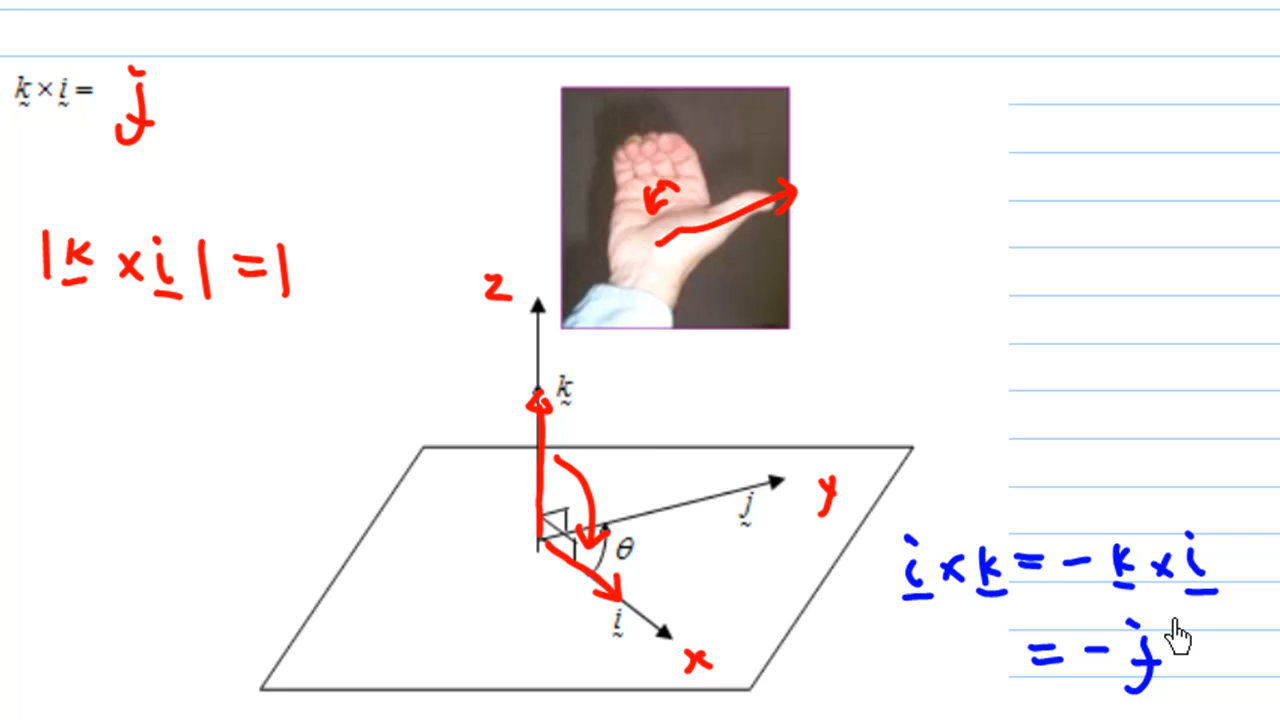 k × i = j
|k × i| = 1
z
k
y
j
θ
i
x
i × k = - k × i
= - j